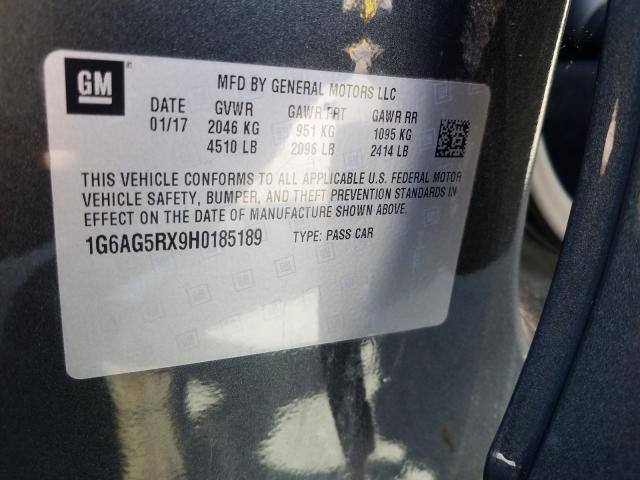 GM
MFD BY GENERAL MOTORS LLC
DATE GVWR GAWR FRT GAWR RR
01/17 2046 KG 951 KG 1095 KG
4510 LB 2096 LB 2414 LB
THIS VEHICLE CONFORMS TO ALL APPLICABLE U.S. FEDERAL MOTOR
VEHICLE SAFETY, BUMPER, AND THEFT PREVENTION STANDARDS IN
EFFECT ON THE DATE OF MANUFACTURE SHOWN ABOVE.
1G6AG5RX9H0185189 TYPE: PASS CAR